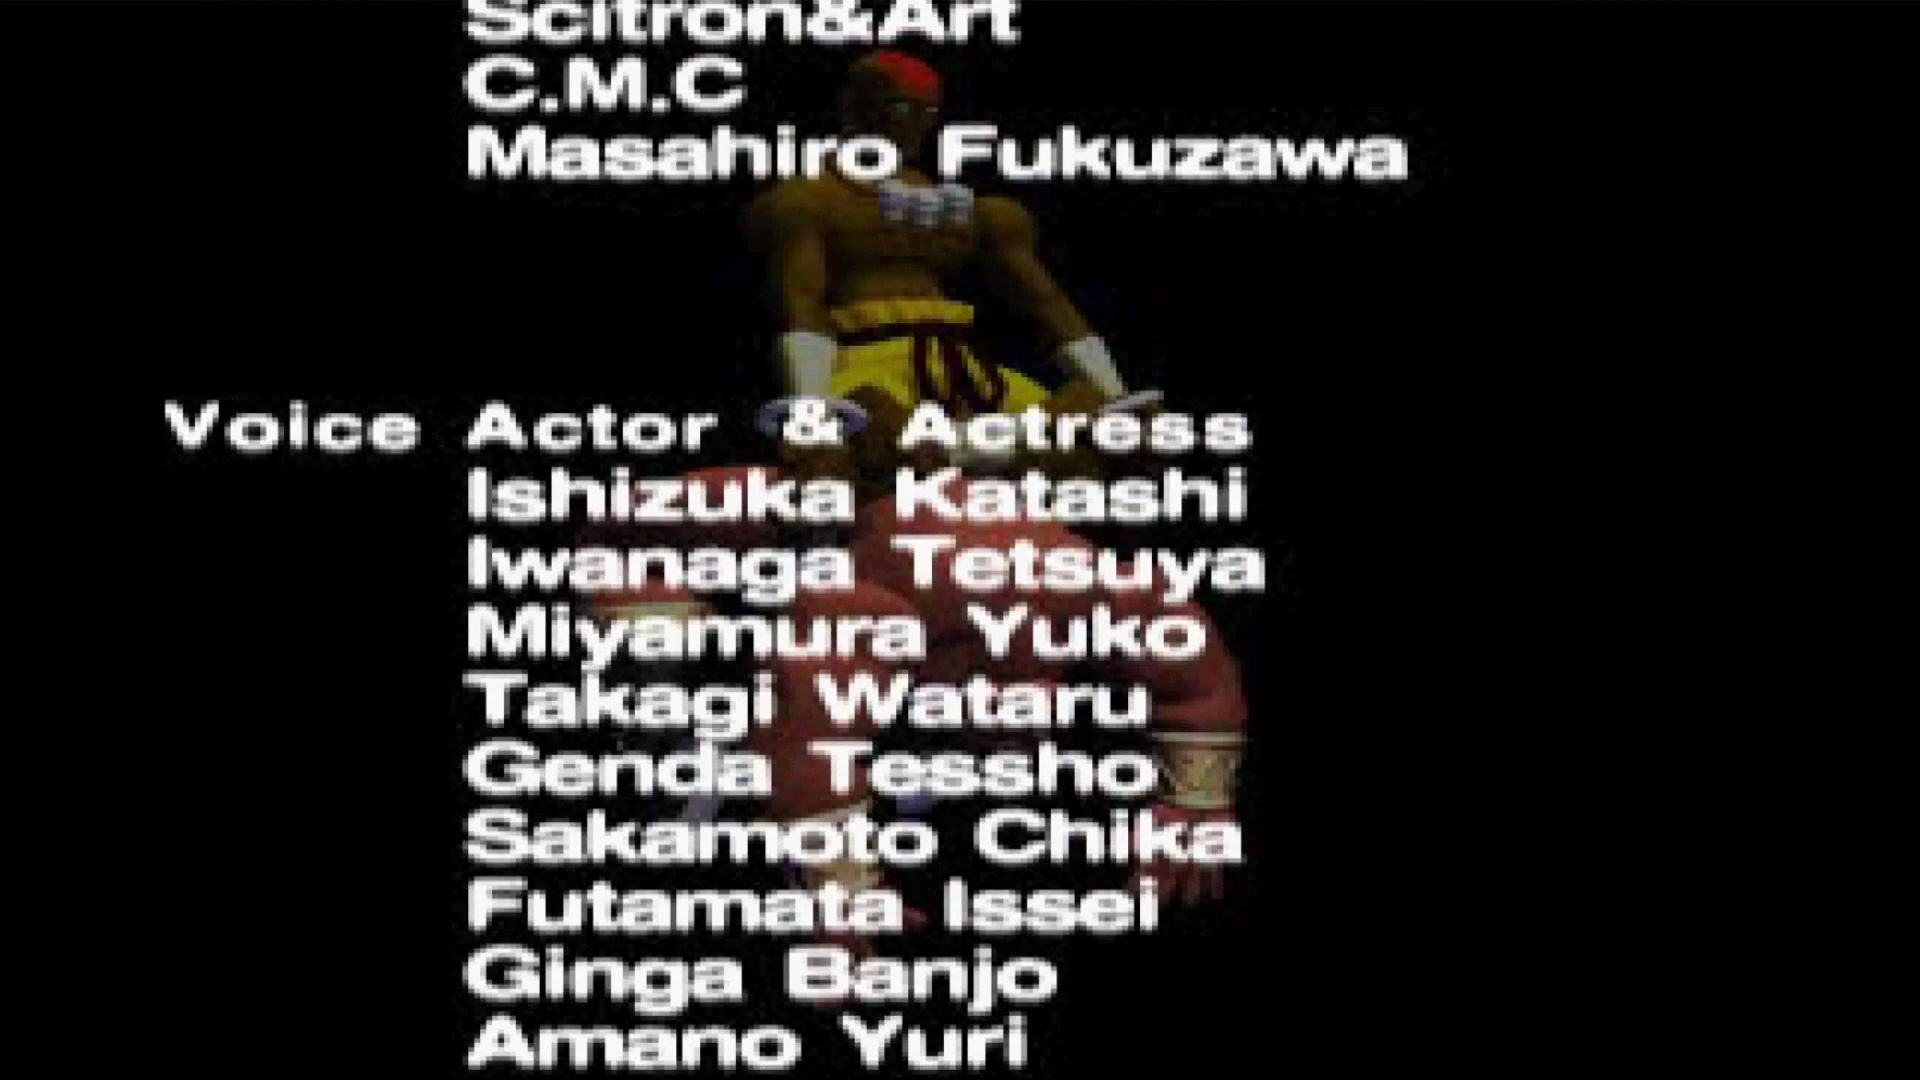 Scitron&Art
C.M.C
Masahiro Fukuzawa
Voice Actor & Actress
Ishizuka Katashi
Iwanaga Tetsuya
Miyamura Yuko
Takagi Wataru
Genda Tessho
Sakamoto Chika
Futamata Issei
Ginga Banjo
Amano Yuri